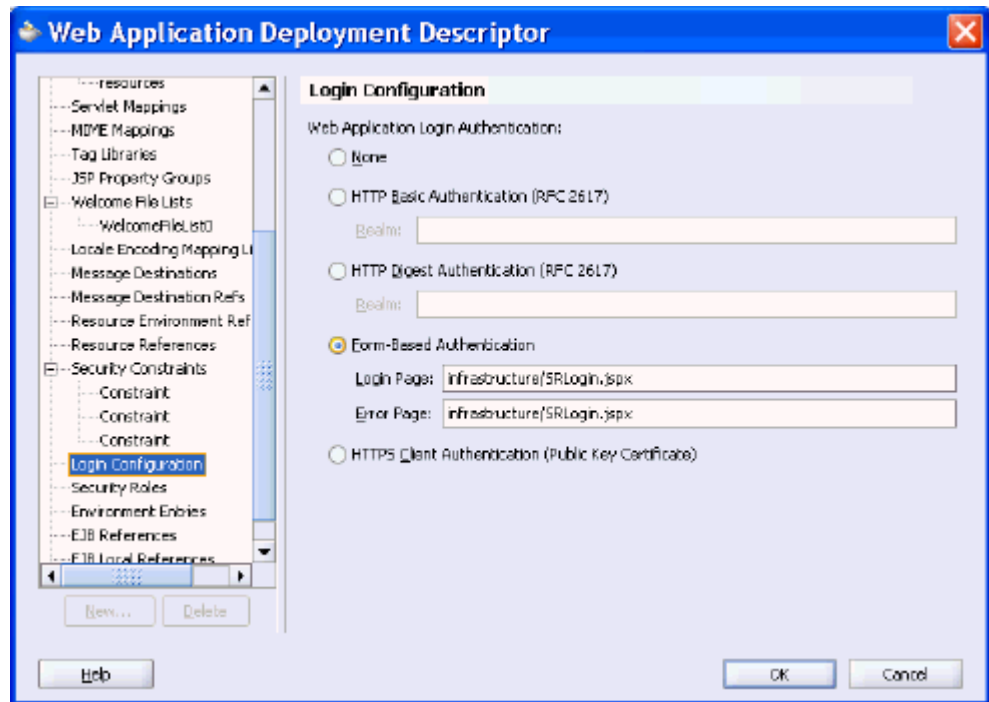 Web Application Deployment Descriptor
resources
Servlet Mappings
MIME Mappings
Tag Libraries
JSP Property Groups
Welcome File Lists
WelcomeFileList0
Locale Encoding Mapping Li
Message Destinations
Message Destination Refs
Resource Environment Ref
Resource References
Security Constraints
Constraint
Constraint
Constraint
Login Configuration
Security Roles
Environment Entries
EJB References
EJB Local References
New...
Delete
Login Configuration
Web Application Login Authentication:
None
HTTP Basic Authentication (RFC 2617)
Realm:
HTTP Digest Authentication (RFC 2617)
Realm:
Form-Based Authentication
Login Page: infrastructure/SRLogin.jspx
Error Page: infrastructure/SRLogin.jspx
HTTPS Client Authentication (Public Key Certificate)
Help
OK
Cancel